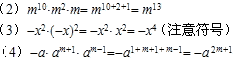 (2) m¹⁰·m²·m= m¹⁰⁺²⁺¹= m¹³
(3) −x²·(−x)²= −x²· x²= −x⁴（注意符号）
(4) −a· aᵐ⁺¹· aᵐ⁻¹=−a¹⁺ᵐ⁺¹⁺ᵐ⁻¹= −a²ᵐ⁺¹